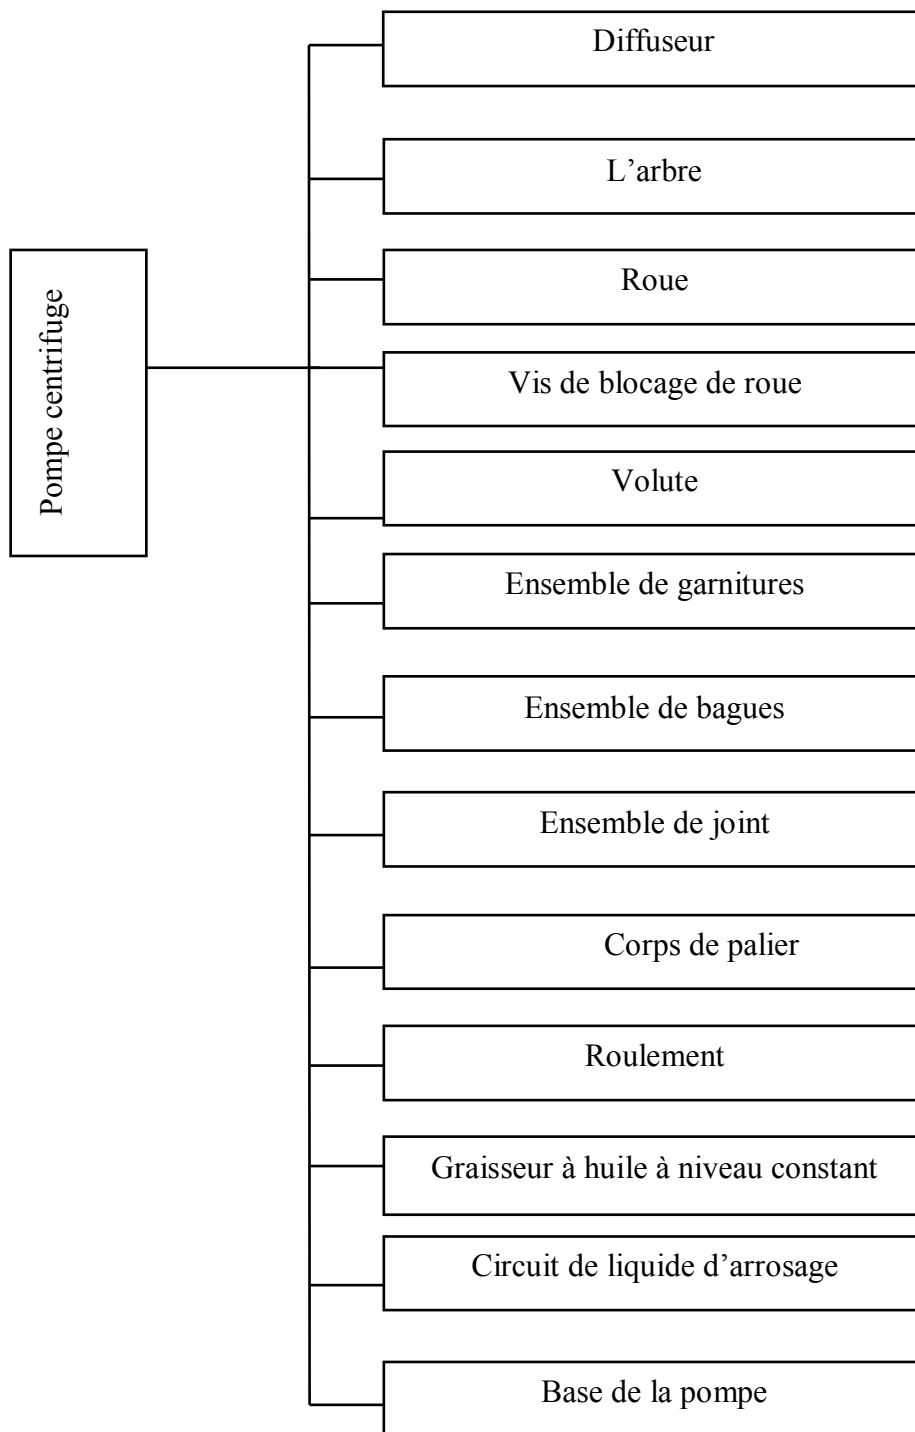 Diffuseur
L’arbre
Roue
Pompe centrifuge
Vis de blocage de roue
Volute
Ensemble de garnitures
Ensemble de bagues
Ensemble de joint
Corps de palier
Roulement
Graisseur à huile à niveau constant
Circuit de liquide d’arrosage
Base de la pompe